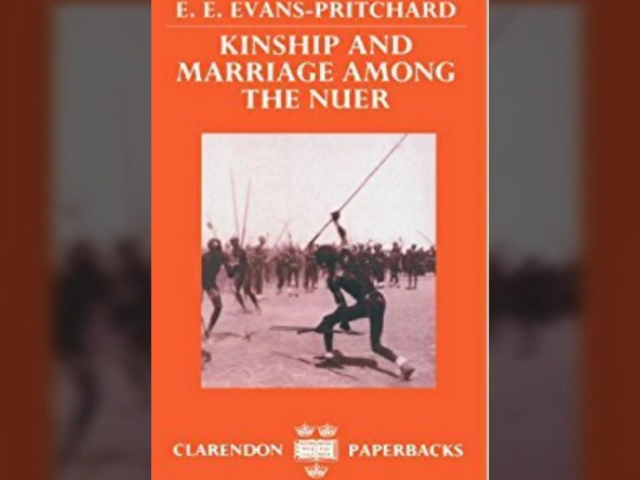 E. E. EVANS-PRITCHARD
KINSHIP AND
MARRIAGE AMONG
THE NUER
CLARENDON PAPERBACKS